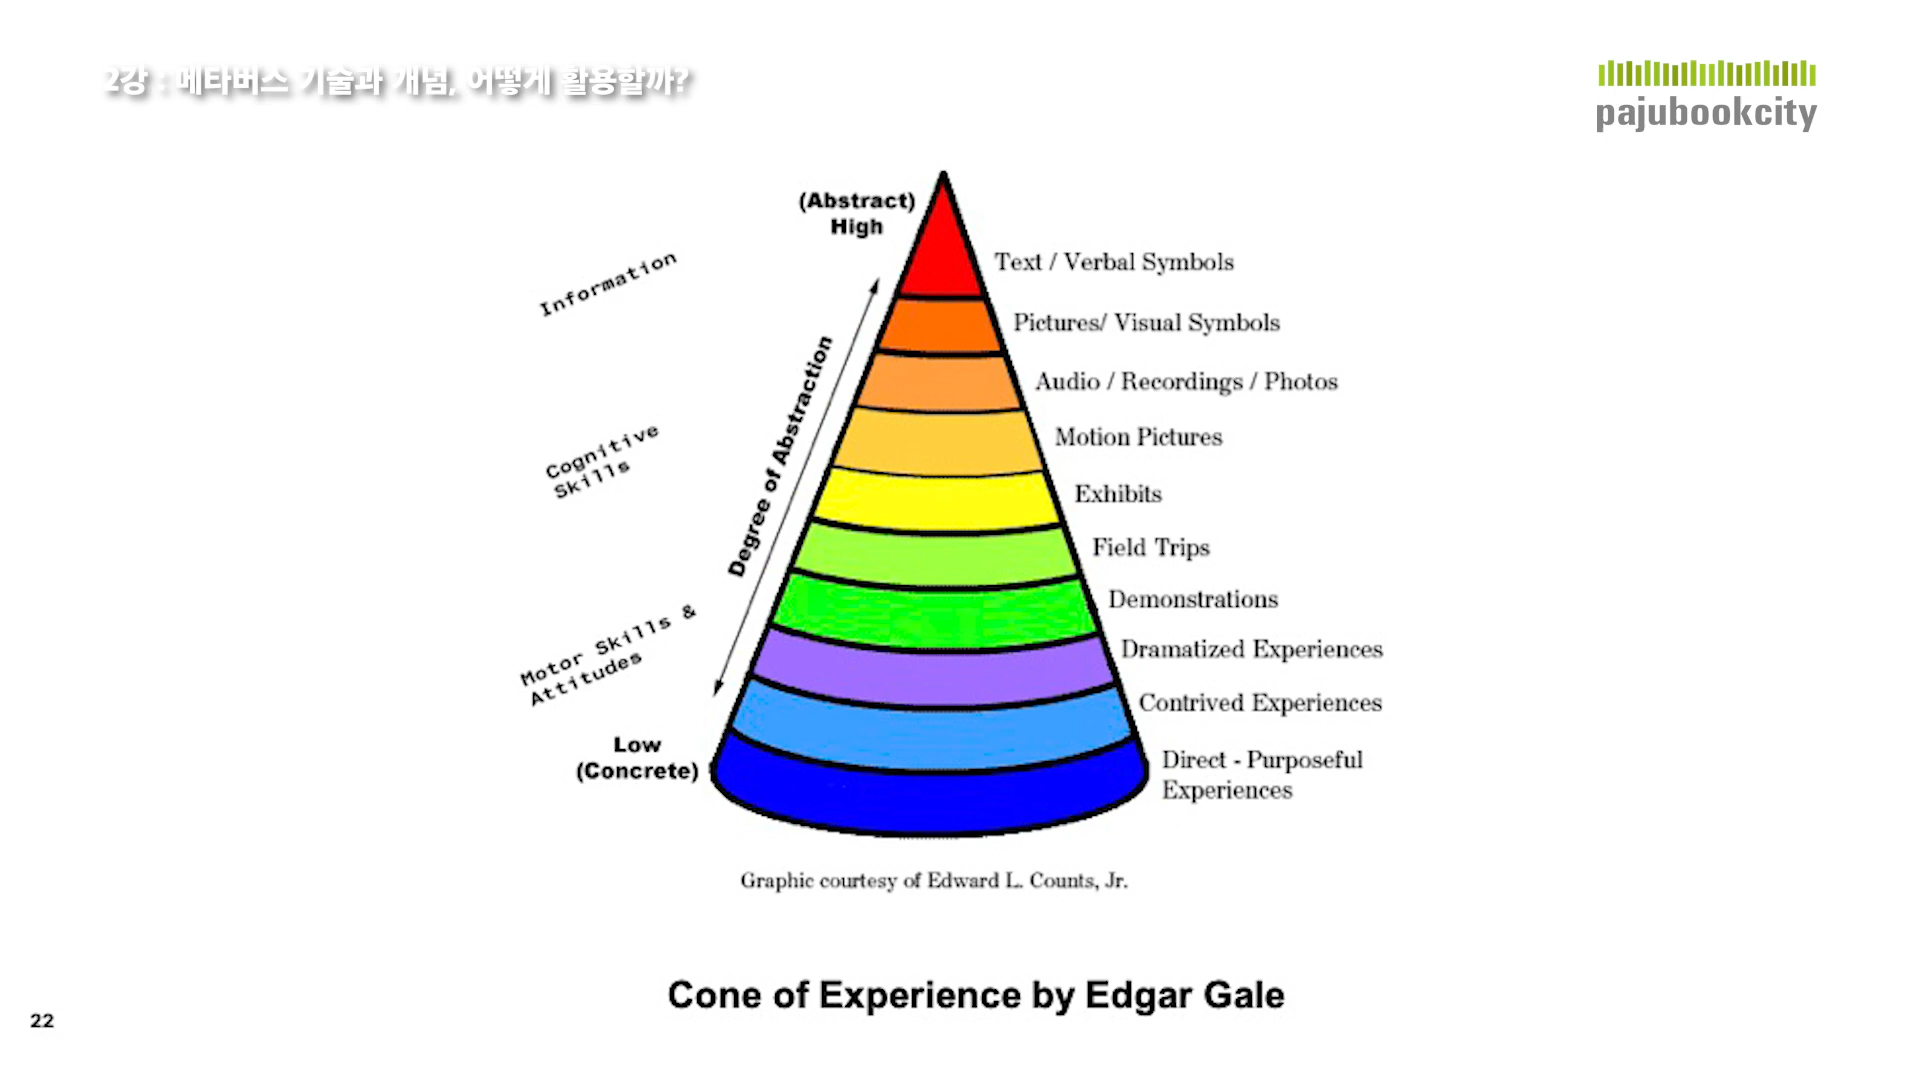 2강 : 메타버스 기술과 개념, 어떻게 활용할까?
pajubookcity
(Abstract)
High
Information
Cognitive
Skills
Motor Skills &
Attitudes
Degree of Abstraction
Low
(Concrete)
Text / Verbal Symbols
Pictures/ Visual Symbols
Audio / Recordings / Photos
Motion Pictures
Exhibits
Field Trips
Demonstrations
Dramatized Experiences
Contrived Experiences
Direct - Purposeful
Experiences
Graphic courtesy of Edward L. Counts, Jr.
Cone of Experience by Edgar Gale
22